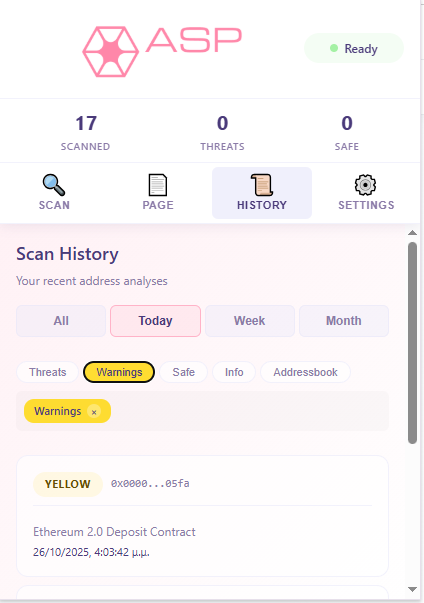 ASP
Ready
17 0 0
SCANNED THREATS SAFE
SCAN PAGE HISTORY SETTINGS
Scan History
Your recent address analyses
All Today Week Month
Threats Warnings Safe Info Addressbook
Warnings ×
YELLOW 0x0000...05fa
Ethereum 2.0 Deposit Contract
26/10/2025, 4:03:42 μ.μ.